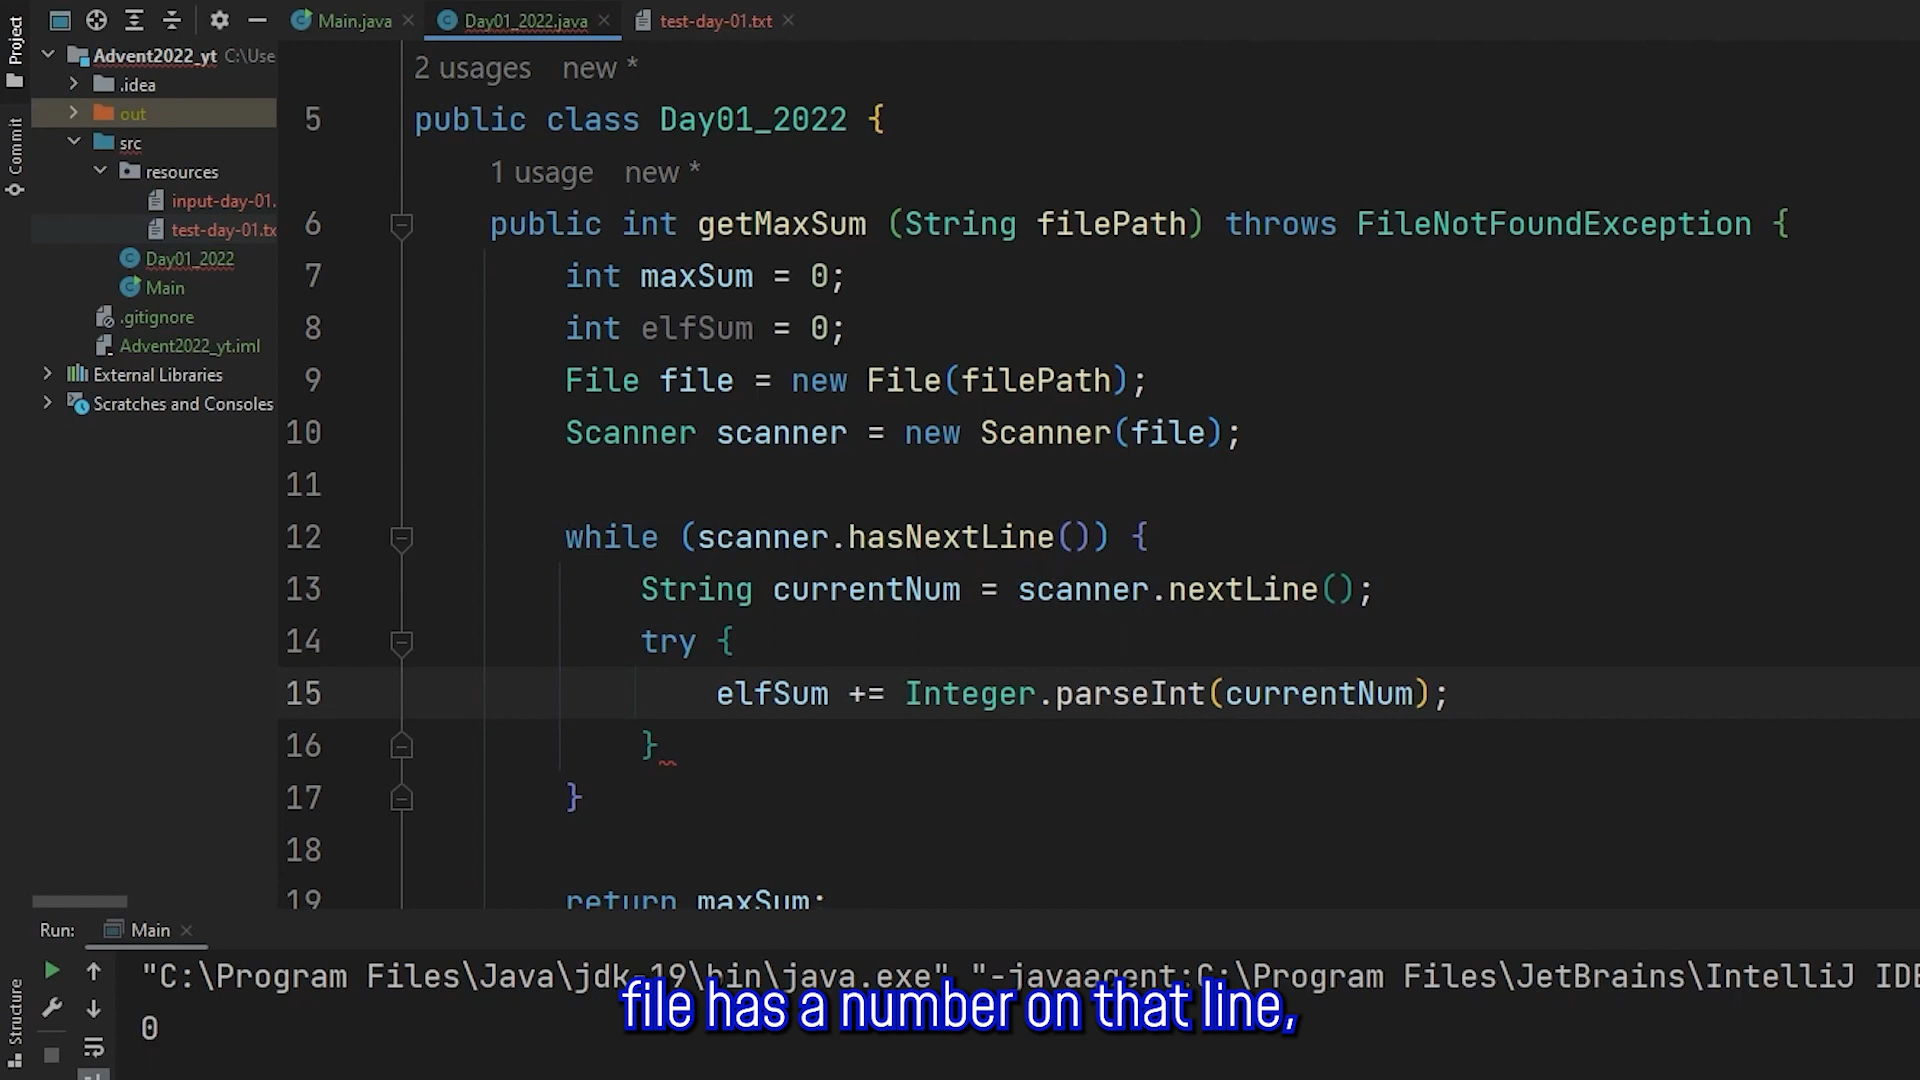 Project
Commit
Structure
Main.java
Day01_2022.java
test-day-01.txt
Advent2022_yt C:\Use
.idea
out
src
resources
input-day-01.
test-day-01.tx
Day01_2022
Main
.gitignore
Advent2022_yt.iml
External Libraries
Scratches and Consoles
2 usages new *
5 public class Day01_2022 {
1 usage new *
6 public int getMaxSum (String filePath) throws FileNotFoundException {
7 int maxSum = 0;
8 int elfSum = 0;
9 File file = new File(filePath);
10 Scanner scanner = new Scanner(file);
11
12 while (scanner.hasNextLine()) {
13 String currentNum = scanner.nextLine();
14 try {
15 elfSum += Integer.parseInt(currentNum);
16 }
17 }
18
19 return maxSum;
Run: Main
"C:\Program Files\Java\jdk-19\bin\java.exe" "-javaagent:C:\Program Files\JetBrains\IntelliJ IDE
0
file has a number on that line,